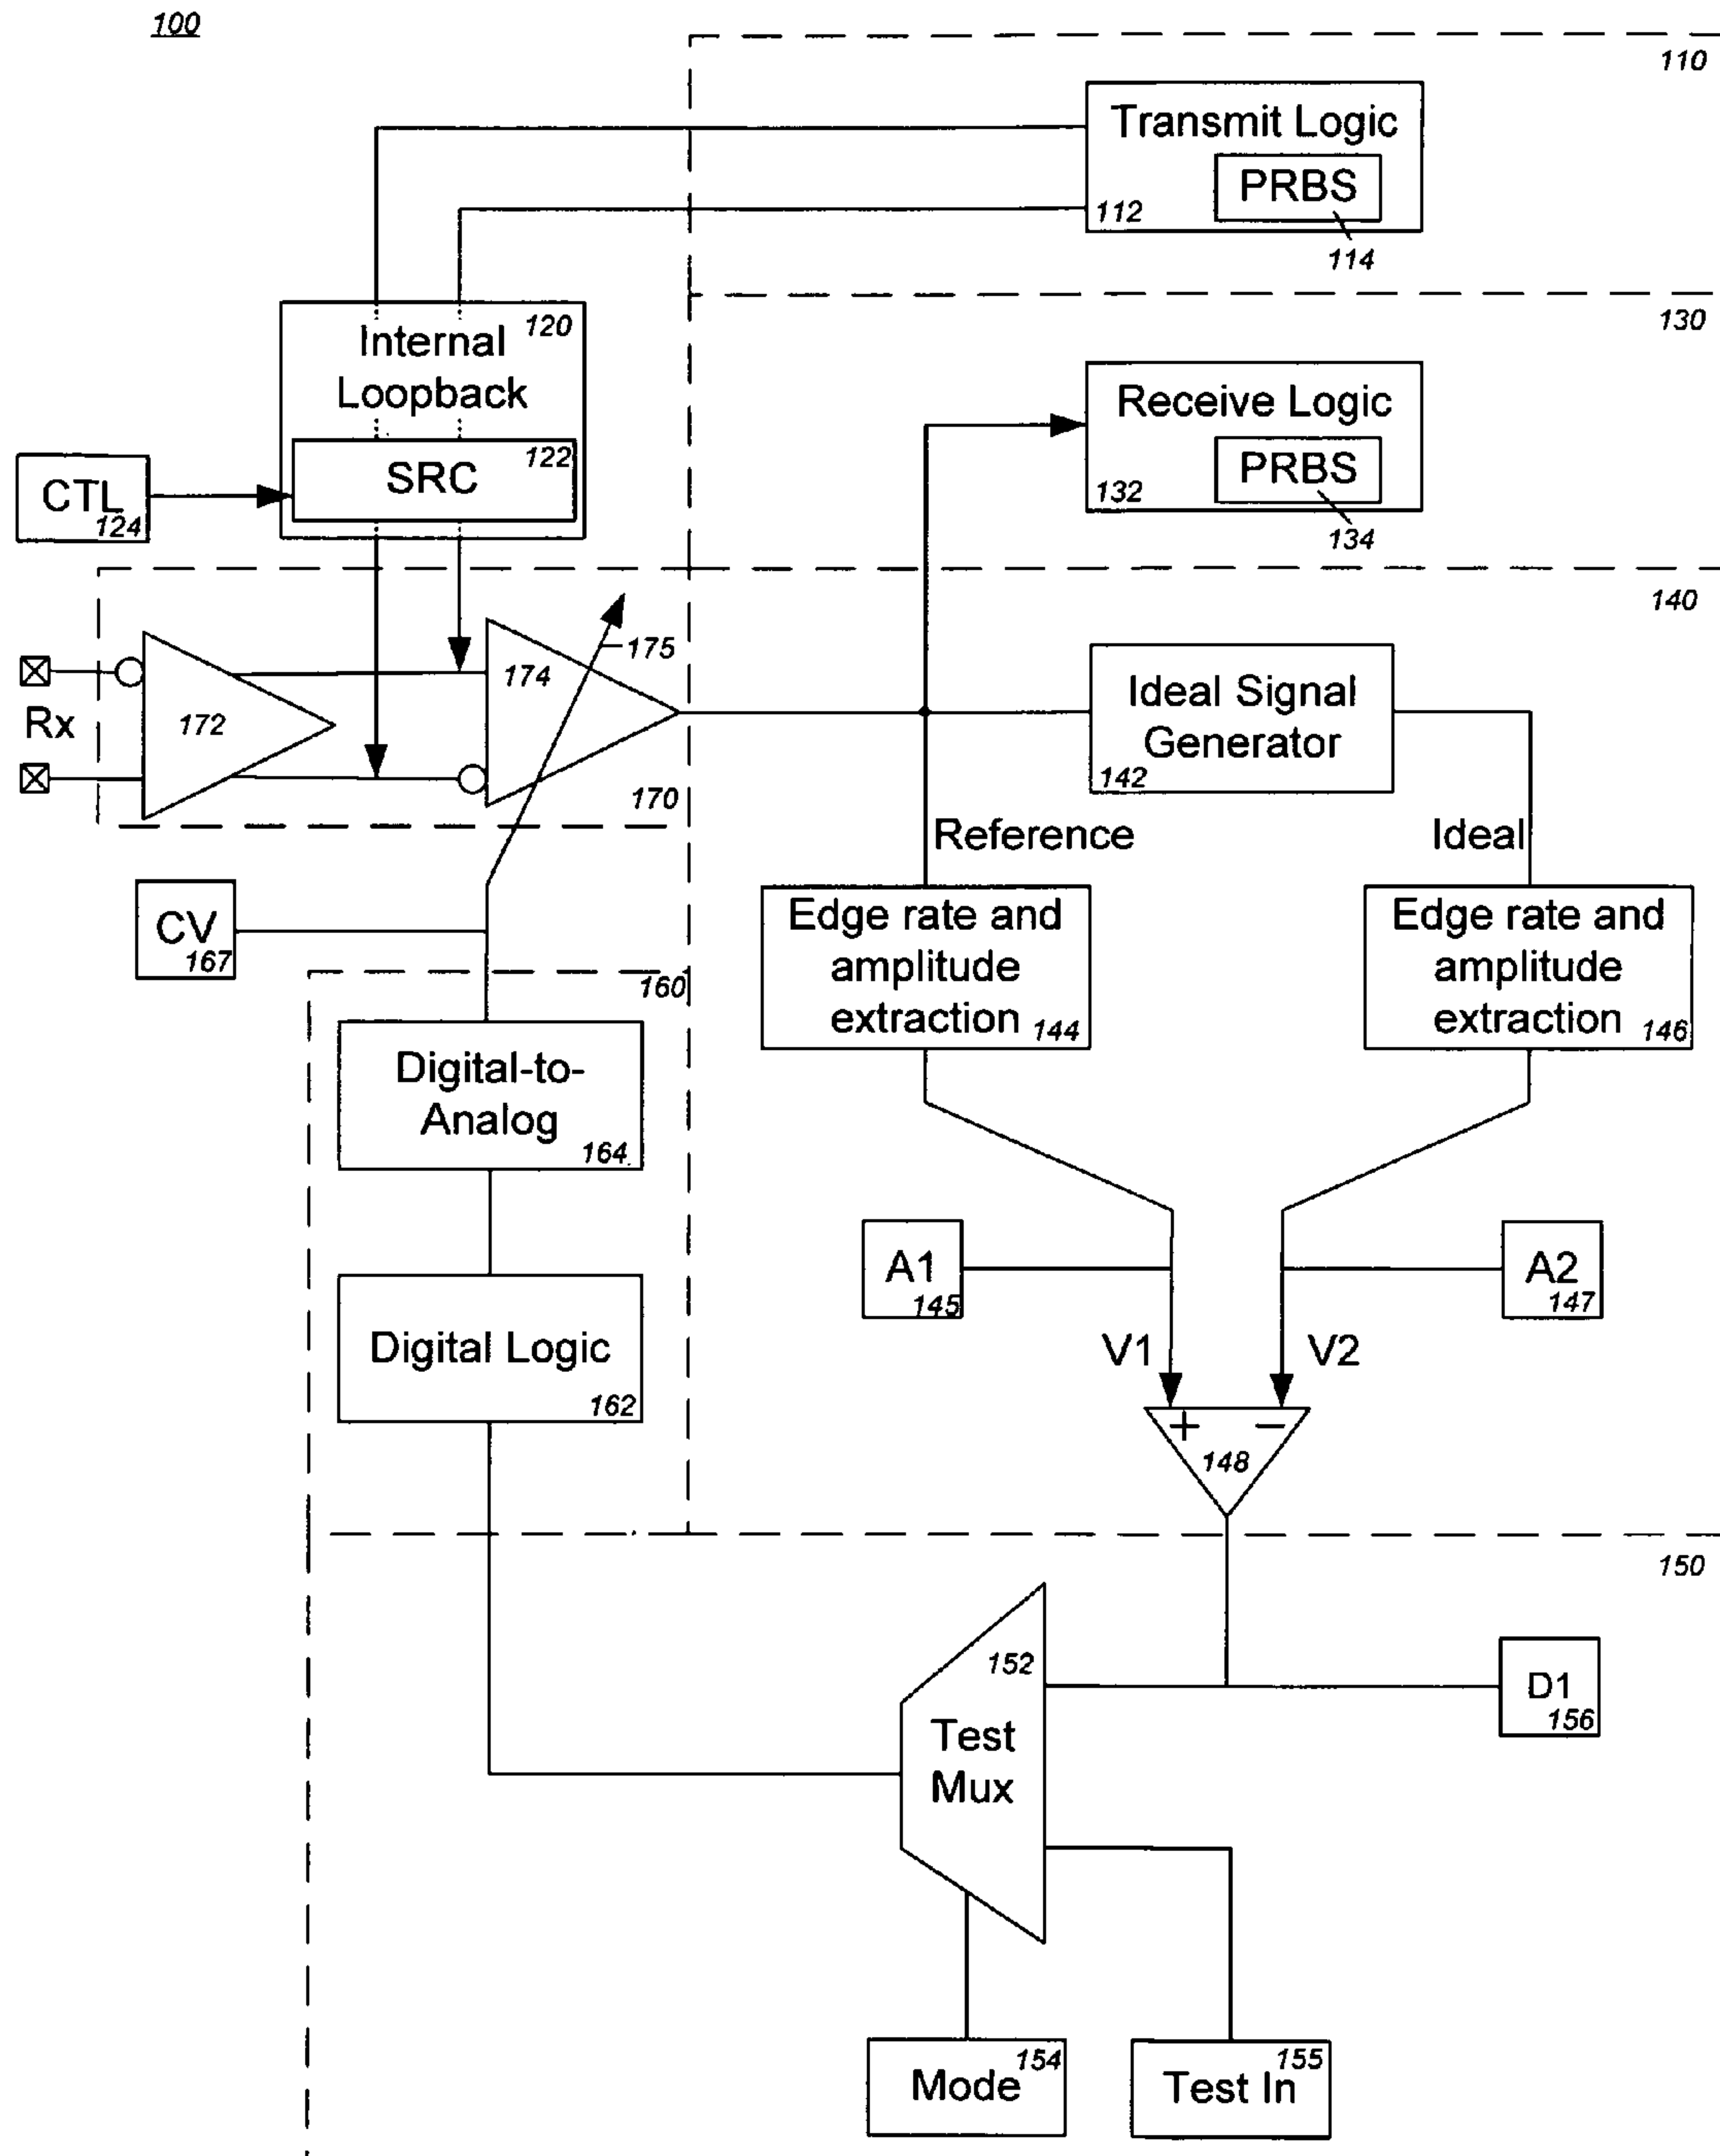 100
110
Transmit Logic
PRBS
112
114
130
120
Internal
Loopback
Receive Logic
122
SRC
PRBS
CTL
124
132
134
140
175
174
Ideal Signal
Generator
Rx
172
142
170
Reference
Ideal
CV
167
Edge rate and
amplitude
extraction 144
Edge rate and
amplitude
extraction 146
160
Digital-to-
Analog
164
A1
145
A2
147
Digital Logic
162
V1
V2
+
−
148
150
152
D1
156
Test
Mux
154
Mode
155
Test In